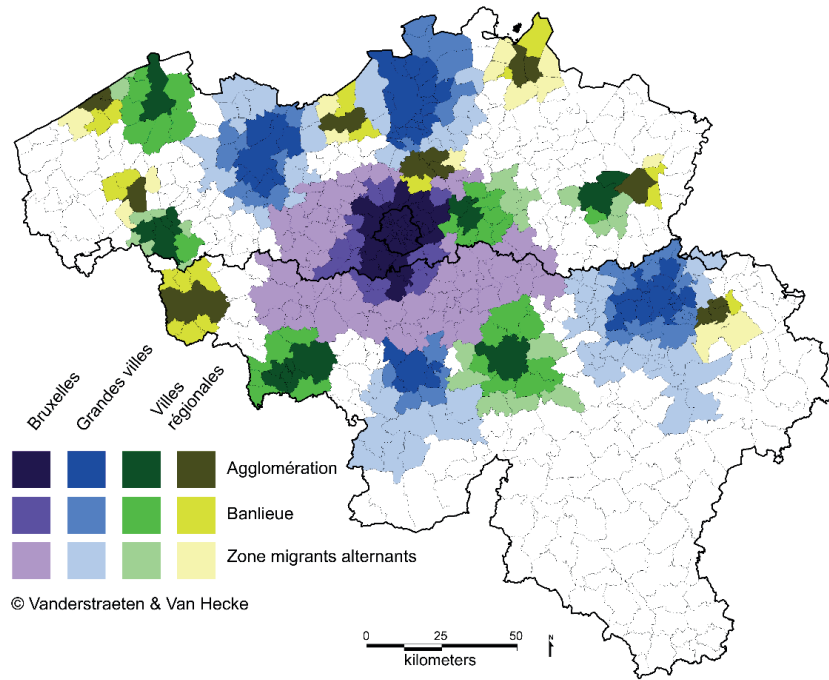 Bruxelles
Grandes villes
Villes
régionales
Agglomération
Banlieue
Zone migrants alternants
© Vanderstraeten & Van Hecke
0 25 50
kilometers
N